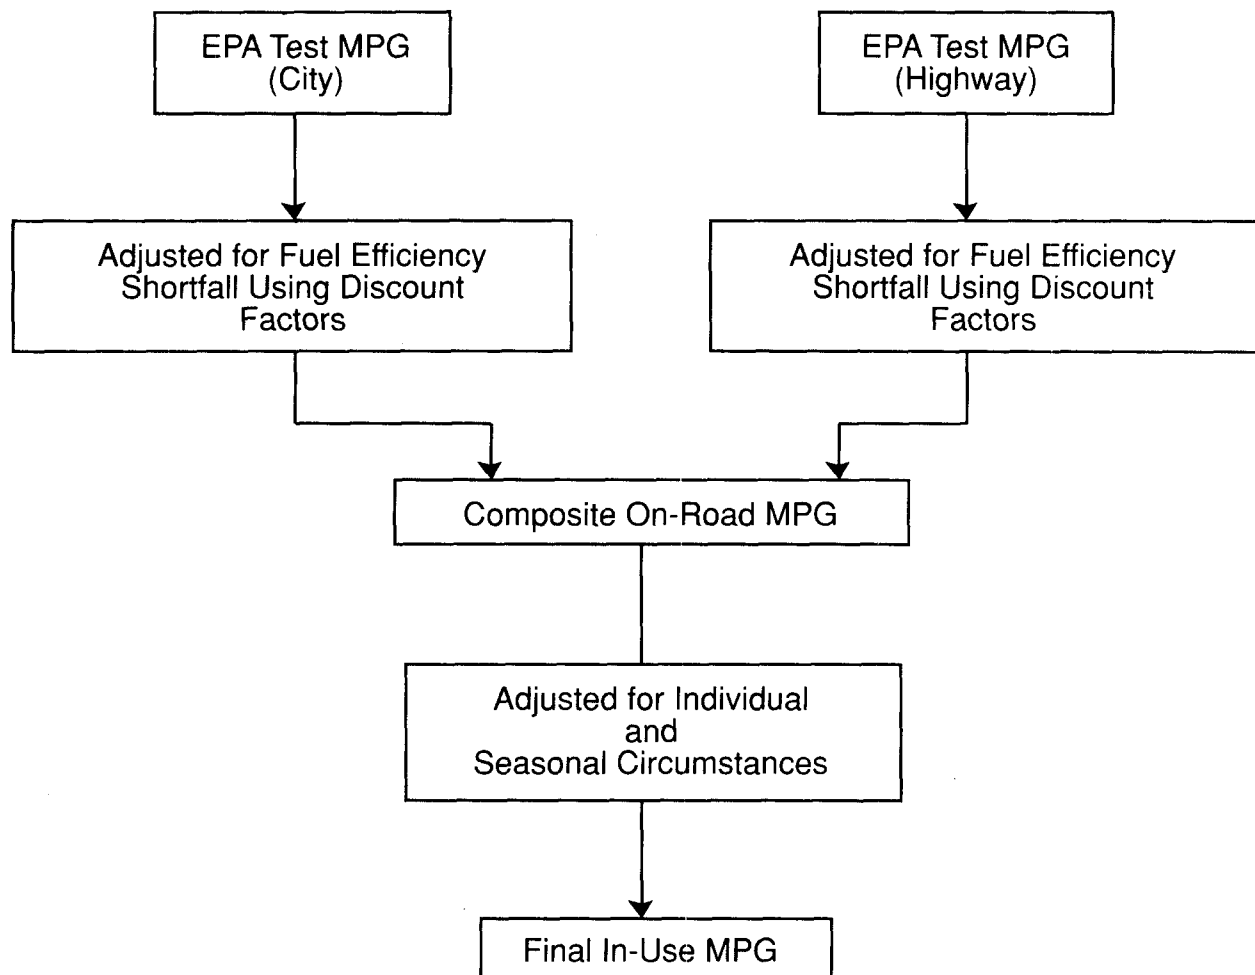 EPA Test MPG
(City)
EPA Test MPG
(Highway)
Adjusted for Fuel Efficiency
Shortfall Using Discount
Factors
Adjusted for Fuel Efficiency
Shortfall Using Discount
Factors
Composite On-Road MPG
Adjusted for Individual
and
Seasonal Circumstances
Final In-Use MPG